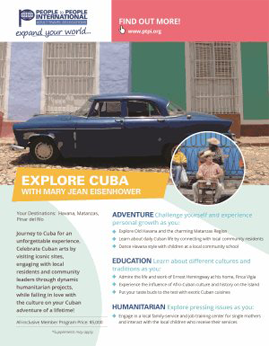 PEOPLE to PEOPLE
INTERNATIONAL
expand your world...
FIND OUT MORE!
www.ptpi.org
EXPLORE CUBA
WITH MARY JEAN EISENHOWER
Your Destinations: Havana, Matanzas,
Pinar del Rio
Journey to Cuba for an
unforgettable experience.
Celebrate Cuban arts by
visiting iconic sites,
engaging with local
residents and community
leaders through dynamic
humanitarian projects,
while falling in love with
the culture on your Cuban
adventure of a lifetime!
All Inclusive Member Program Price: $5,000
*Supplements may apply.
ADVENTURE Challenge yourself and experience
personal growth as you:
Explore Old Havana and the charming Matanzas Region
Learn about daily Cuban life by connecting with local community residents
Dance Havana style with children at a local community school
EDUCATION Learn about different cultures and
traditions as you:
Admire the life and work of Ernest Hemingway at his home, Finca Vigia
Experience the influence of Afro-Cuban culture and history on the island
Put your taste buds to the test with exotic Cuban cuisines
HUMANITARIAN Explore pressing issues as you:
Engage in a local family-service and job-training center for single mothers
and interact with the local children who receive their services